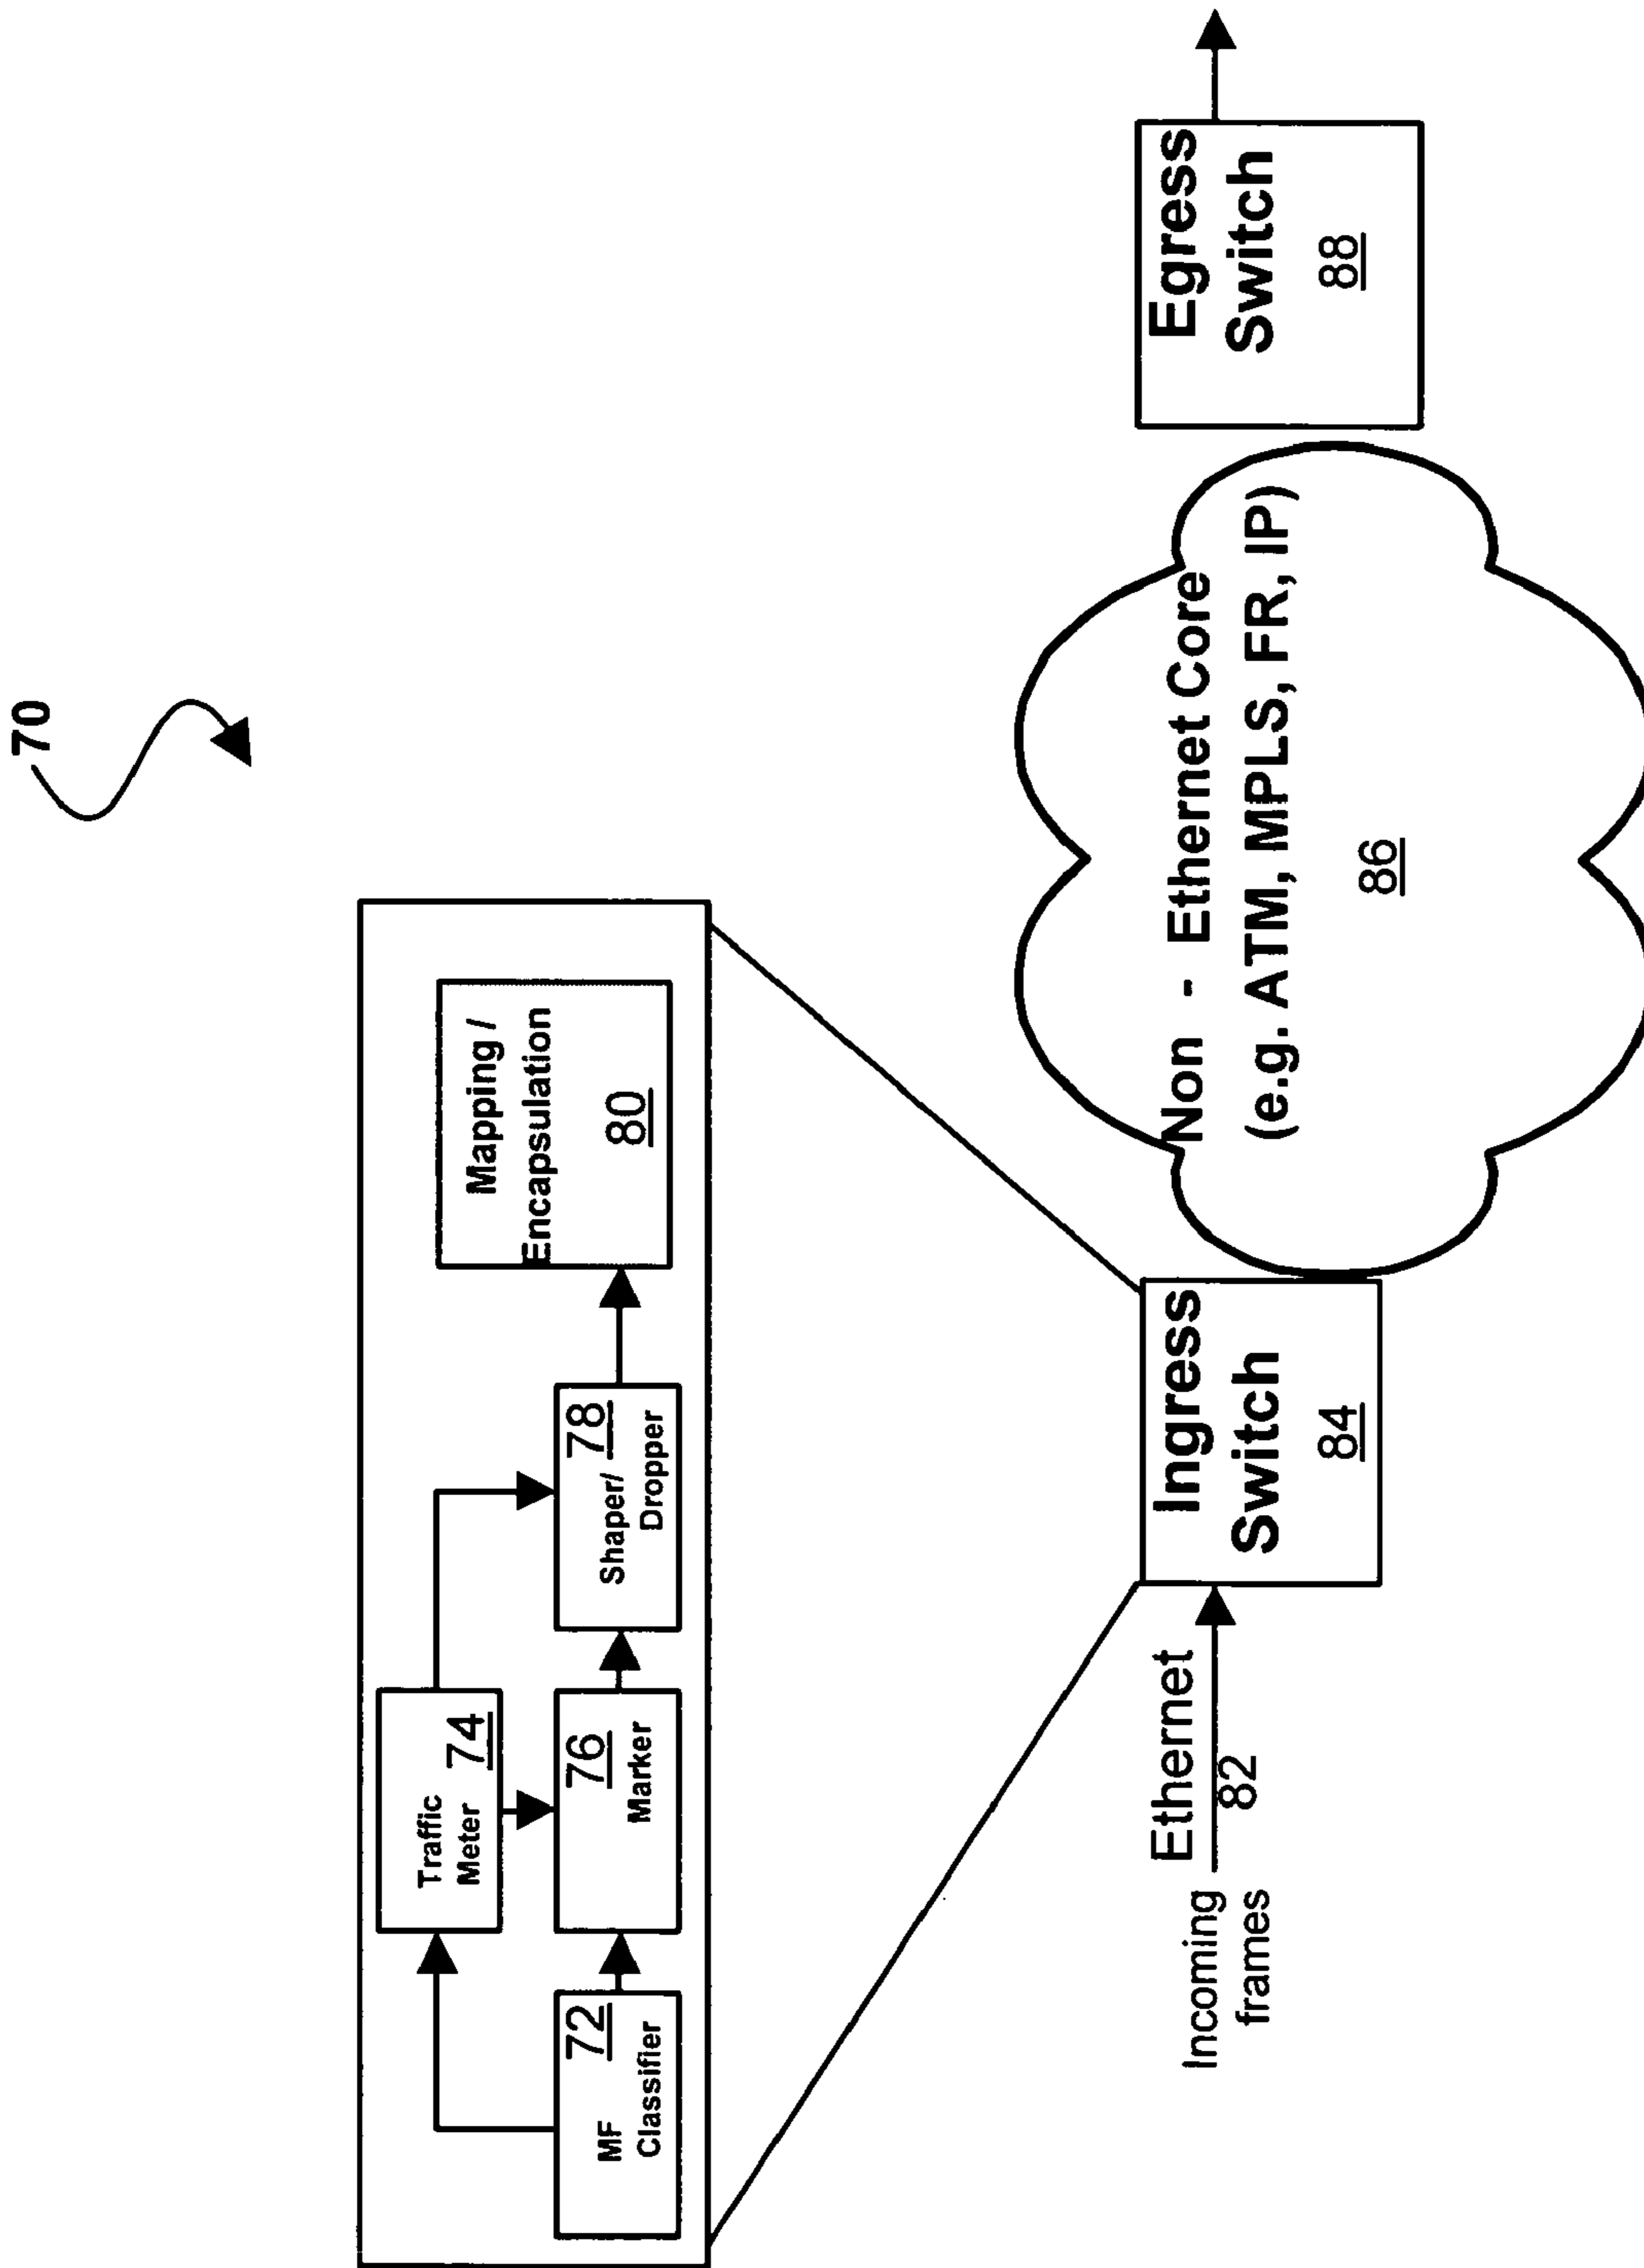 70
Traffic
Meter
74
MF
Classifier
72
76
Marker
78
Shaper/
Dropper
Mapping /
Encapsulation
80
Ethernet
82
Incoming
frames
Ingress
Switch
84
Non - Ethernet Core
(e.g. ATM, MPLS, FR, IP)
86
Egress
Switch
88